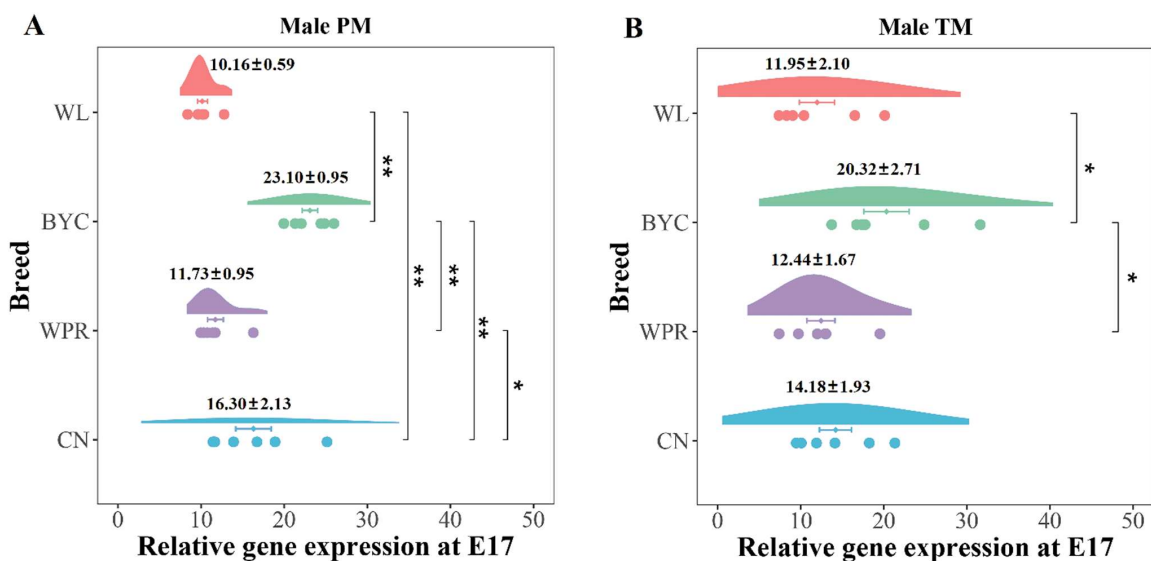 A
Male PM
10.16±0.59
WL
**
23.10±0.95
BYC
**
**
11.73±0.95
**
WPR
*
16.30±2.13
CN
Breed
0 10 20 30 40 50
Relative gene expression at E17
B
Male TM
11.95±2.10
WL
*
20.32±2.71
BYC
12.44±1.67
*
WPR
14.18±1.93
CN
Breed
0 10 20 30 40 50
Relative gene expression at E17